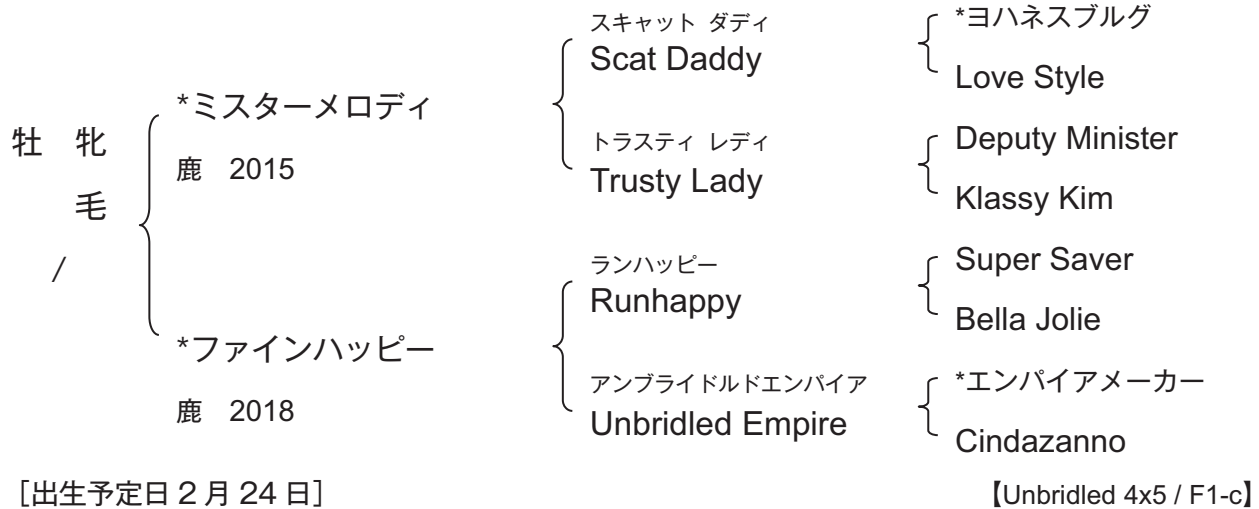 牡 牝
毛
/
*ミスターメロディ
鹿 2015
*ファインハッピー
鹿 2018
スキャット ダディ
Scat Daddy
トラスティ レディ
Trusty Lady
ランハッピー
Runhappy
アンブライドルドエンパイア
Unbridled Empire
*ヨハネスブルグ
Love Style
Deputy Minister
Klassy Kim
Super Saver
Bella Jolie
*エンパイアメーカー
Cindazanno
［出生予定日 2 月 24 日］
【Unbridled 4x5 / F1-c】